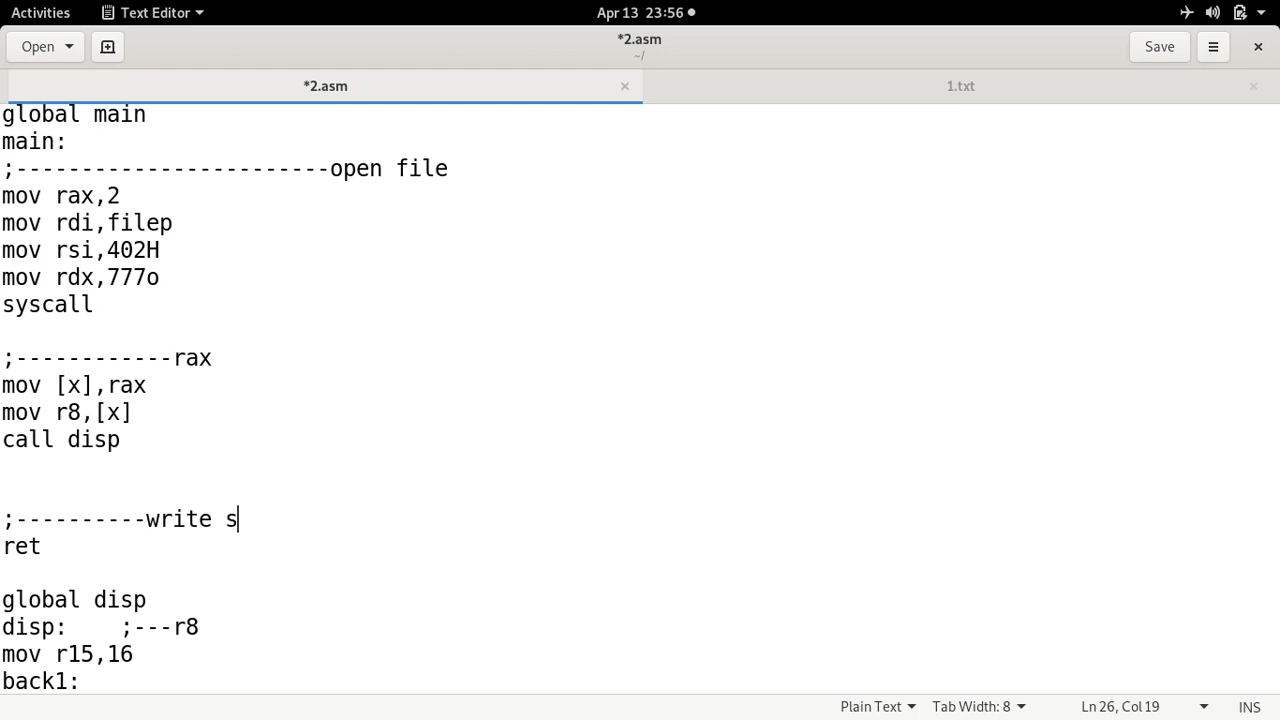 Activities Text Editor Apr 13 23:56
Open *2.asm Save
~/
*2.asm 1.txt
global main
main:
;------------------------open file
mov rax,2
mov rdi,filep
mov rsi,402H
mov rdx,777o
syscall
;------------rax
mov [x],rax
mov r8,[x]
call disp
;----------write s
ret
global disp
disp:    ;---r8
mov r15,16
back1:
Plain Text Tab Width: 8 Ln 26, Col 19 INS